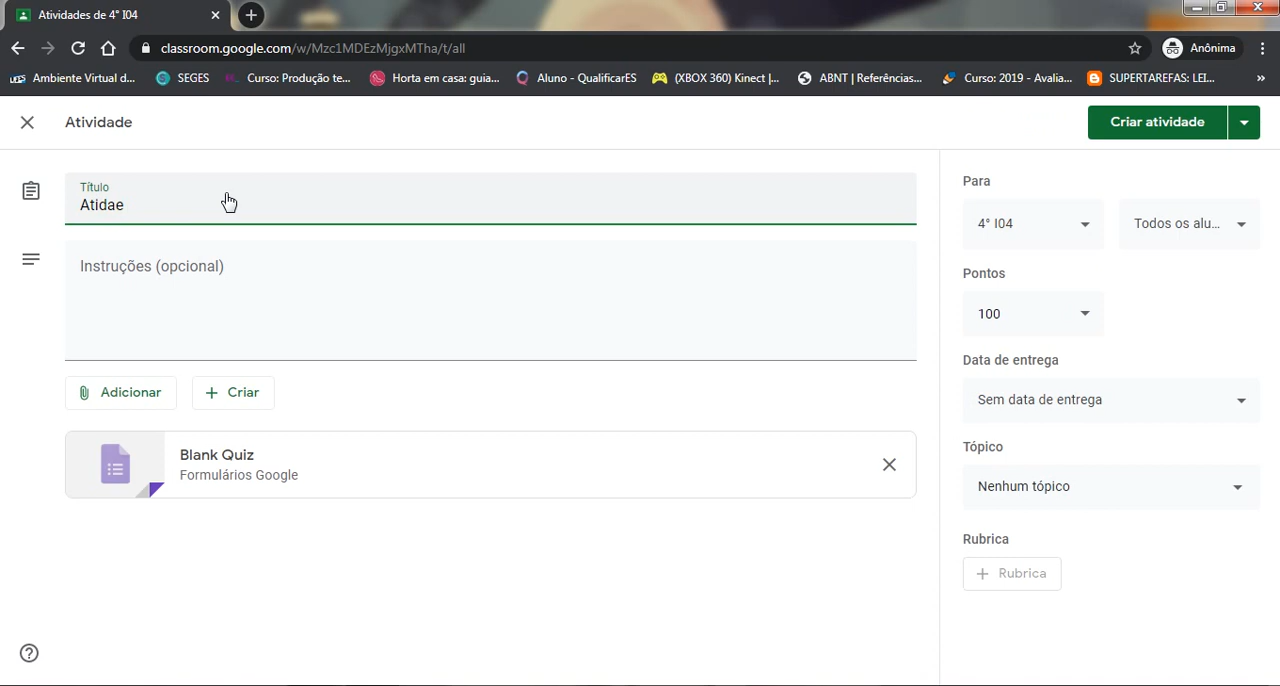 Atividades de 4° I04
classroom.google.com/w/Mzc1MDEzMjgxMTha/t/all
Anônima
Ambiente Virtual d...
SEGES
Curso: Produção te...
Horta em casa: guia...
Aluno - QualificarES
(XBOX 360) Kinect |...
ABNT | Referências...
Curso: 2019 - Avalia...
SUPERTAREFAS: LEI...
Atividade
Criar atividade
Título
Atidae
Instruções (opcional)
Adicionar
Criar
Blank Quiz
Formulários Google
Para
4° I04
Todos os alu...
Pontos
100
Data de entrega
Sem data de entrega
Tópico
Nenhum tópico
Rubrica
Rubrica